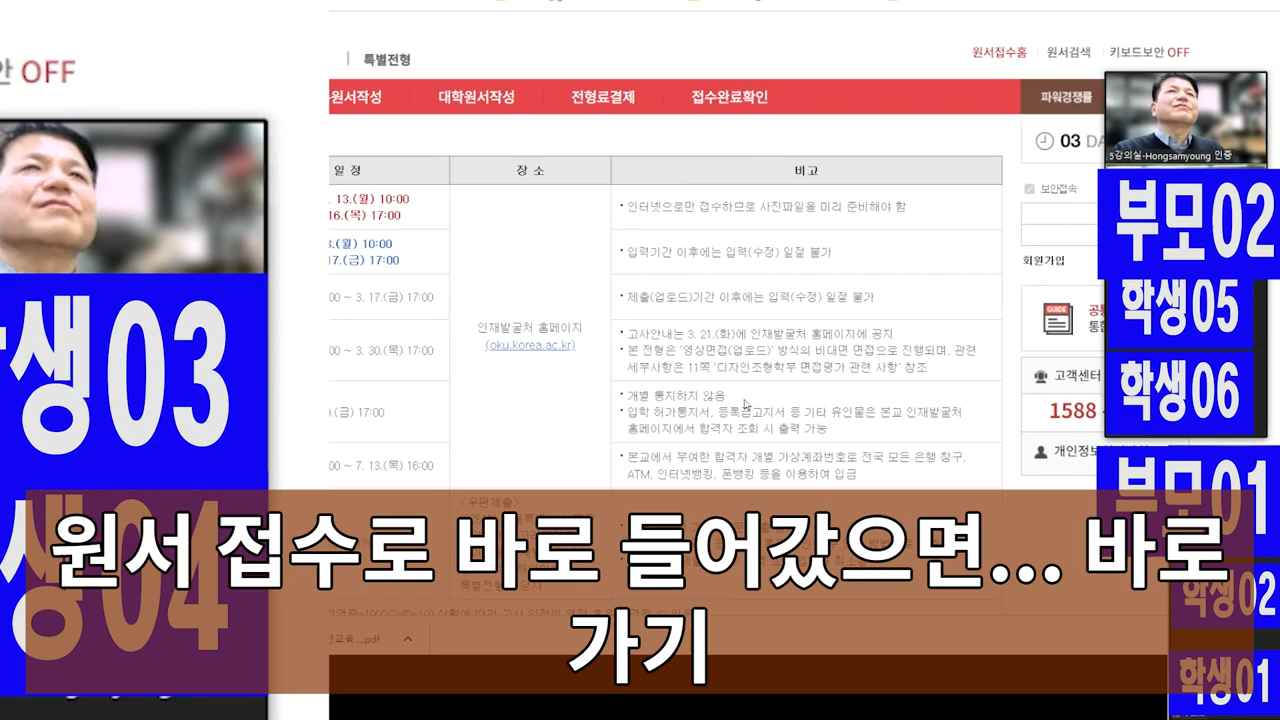 안 OFF
특별전형
원서접수홈 원서검색 키보드보안 OFF
원서작성 대학원서작성 전형료결제 접수완료확인 파워경쟁률
03 DA
보안접속
회원가입
일 정 장 소 비고
13.(월) 10:00
16.(목) 17:00
·인터넷으로만 접수하므로 사진파일을 미리 준비해야 함
3.(월) 10:00
17.(금) 17:00
·입력기간 이후에는 입력(수정) 일절 불가
00 ~ 3. 17.(금) 17:00
·제출(업로드)기간 이후에는 입력(수정) 일절 불가
00 ~ 3. 30.(목) 17:00
·고사안내는 3. 21.(화)에 인재발굴처 홈페이지에 공지
·본 전형은 '영상면접(업로드)' 방식의 비대면 면접으로 진행되며, 관련
세부사항은 11쪽 '디자인조형학부 면접평가 관련 사항' 참조
인재발굴처 홈페이지
(oku.korea.ac.kr)
.(금) 17:00
·개별 통지하지 않음
·입학 허가통지서, 등록금고지서 등 기타 유인물은 본교 인재발굴처
홈페이지에서 합격자 조회 시 출력 가능
00 ~ 7. 13.(목) 16:00
·본교에서 부여한 합격자 개별 가상계좌번호로 전국 모든 은행 창구,
ATM, 인터넷뱅킹, 폰뱅킹 등을 이용하여 입금
<우편제출>
GUIDE
고객센터
1588
개인정보
5강의실-Hongsamyoung 인증
부모02
학생05
학생06
부모01
학생02
학생01
생03
생04
교육....pdf
원서 접수로 바로 들어갔으면... 바로
가기